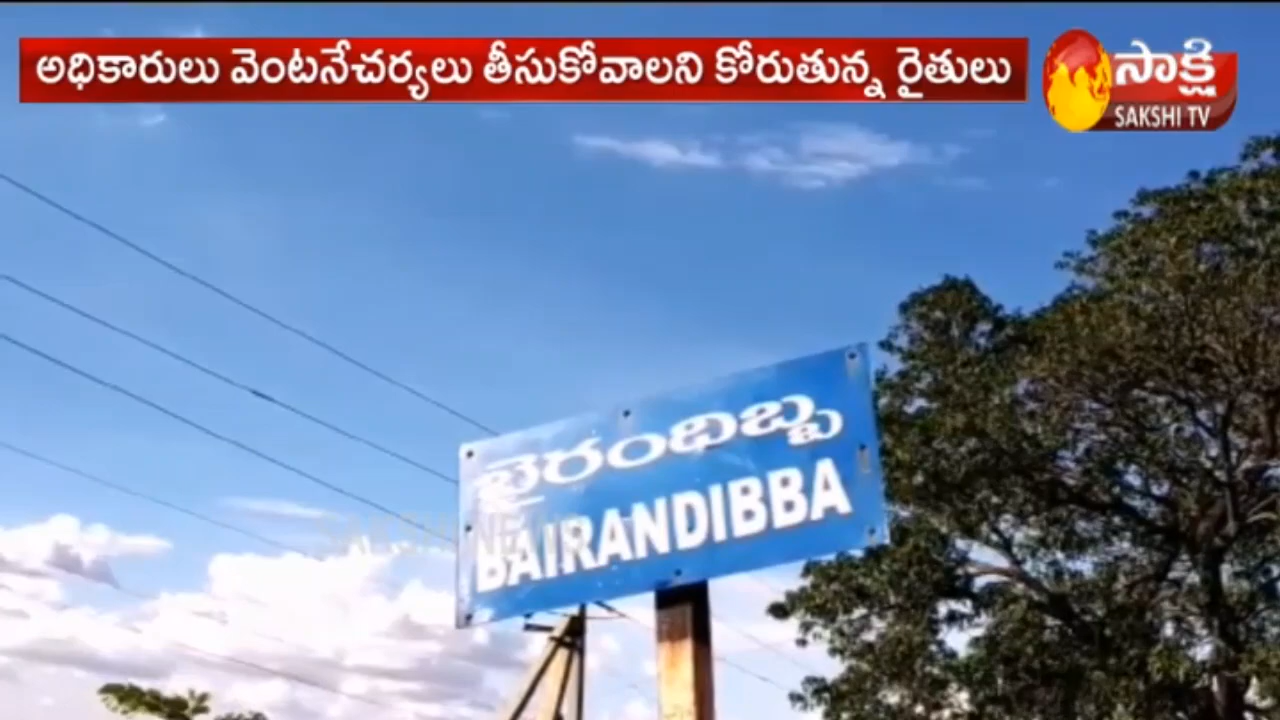 అధికారులు వెంటనేచర్యలు తీసుకోవాలని కోరుతున్న రైతులు
సాక్షి
SAKSHI TV
బైరందిబ్బ
BAIRANDIBBA